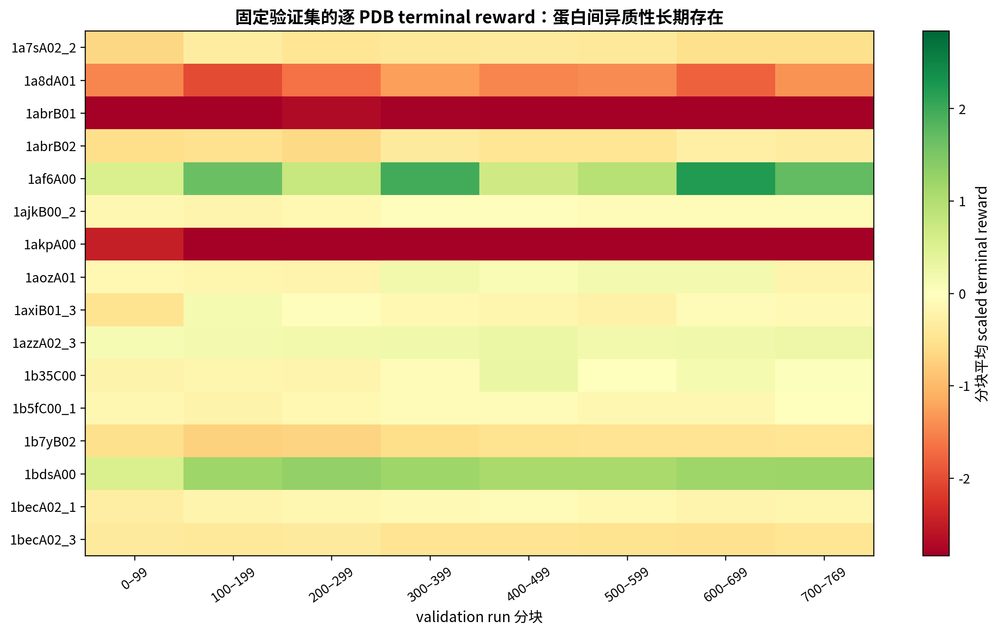 固定验证集的逐 PDB terminal reward：蛋白间异质性长期存在
1a7sA02_2
1a8dA01
1abrB01
1abrB02
1af6A00
1ajkB00_2
1akpA00
1aozA01
1axiB01_3
1azzA02_3
1b35C00
1b5fC00_1
1b7yB02
1bdsA00
1becA02_1
1becA02_3
0–99
100–199
200–299
300–399
400–499
500–599
600–699
700–769
validation run 分块
2
1
0
-1
-2
分块平均 scaled terminal reward